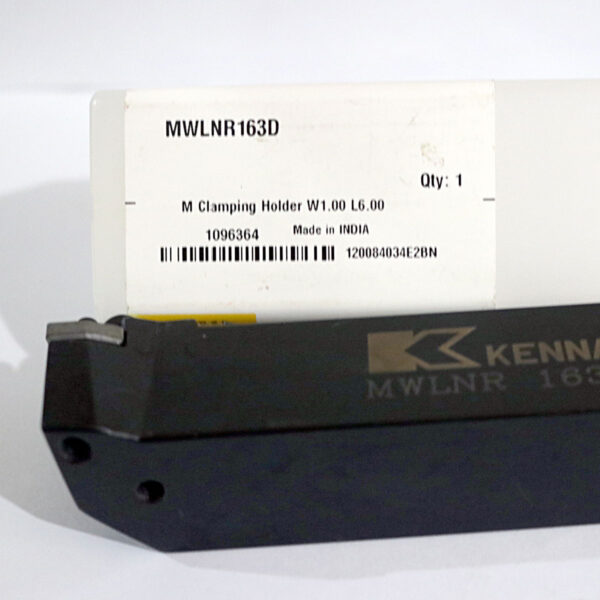 MWLNR163D
Qty: 1
M Clamping Holder W1.00 L6.00
1096364 Made in INDIA
120084034E2BN
KENNA
MWLNR 163